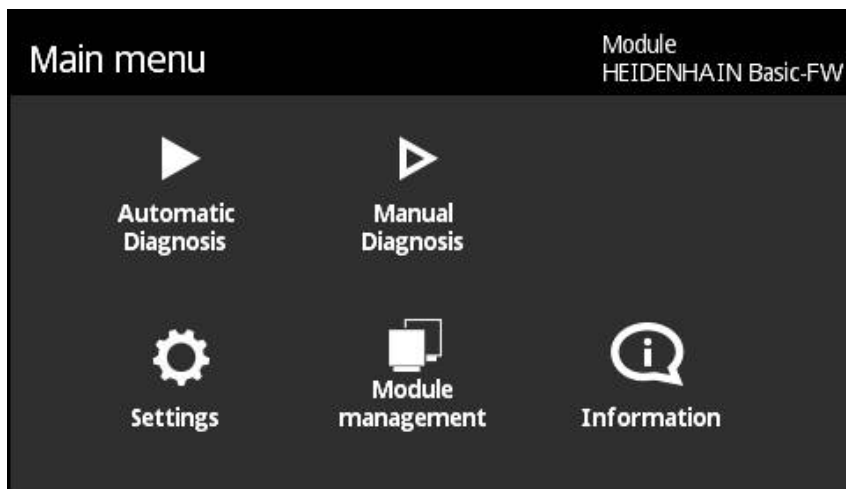 Main menu
Module
HEIDENHAIN Basic-FW
Automatic
Diagnosis
Manual
Diagnosis
Settings
Module
management
Information